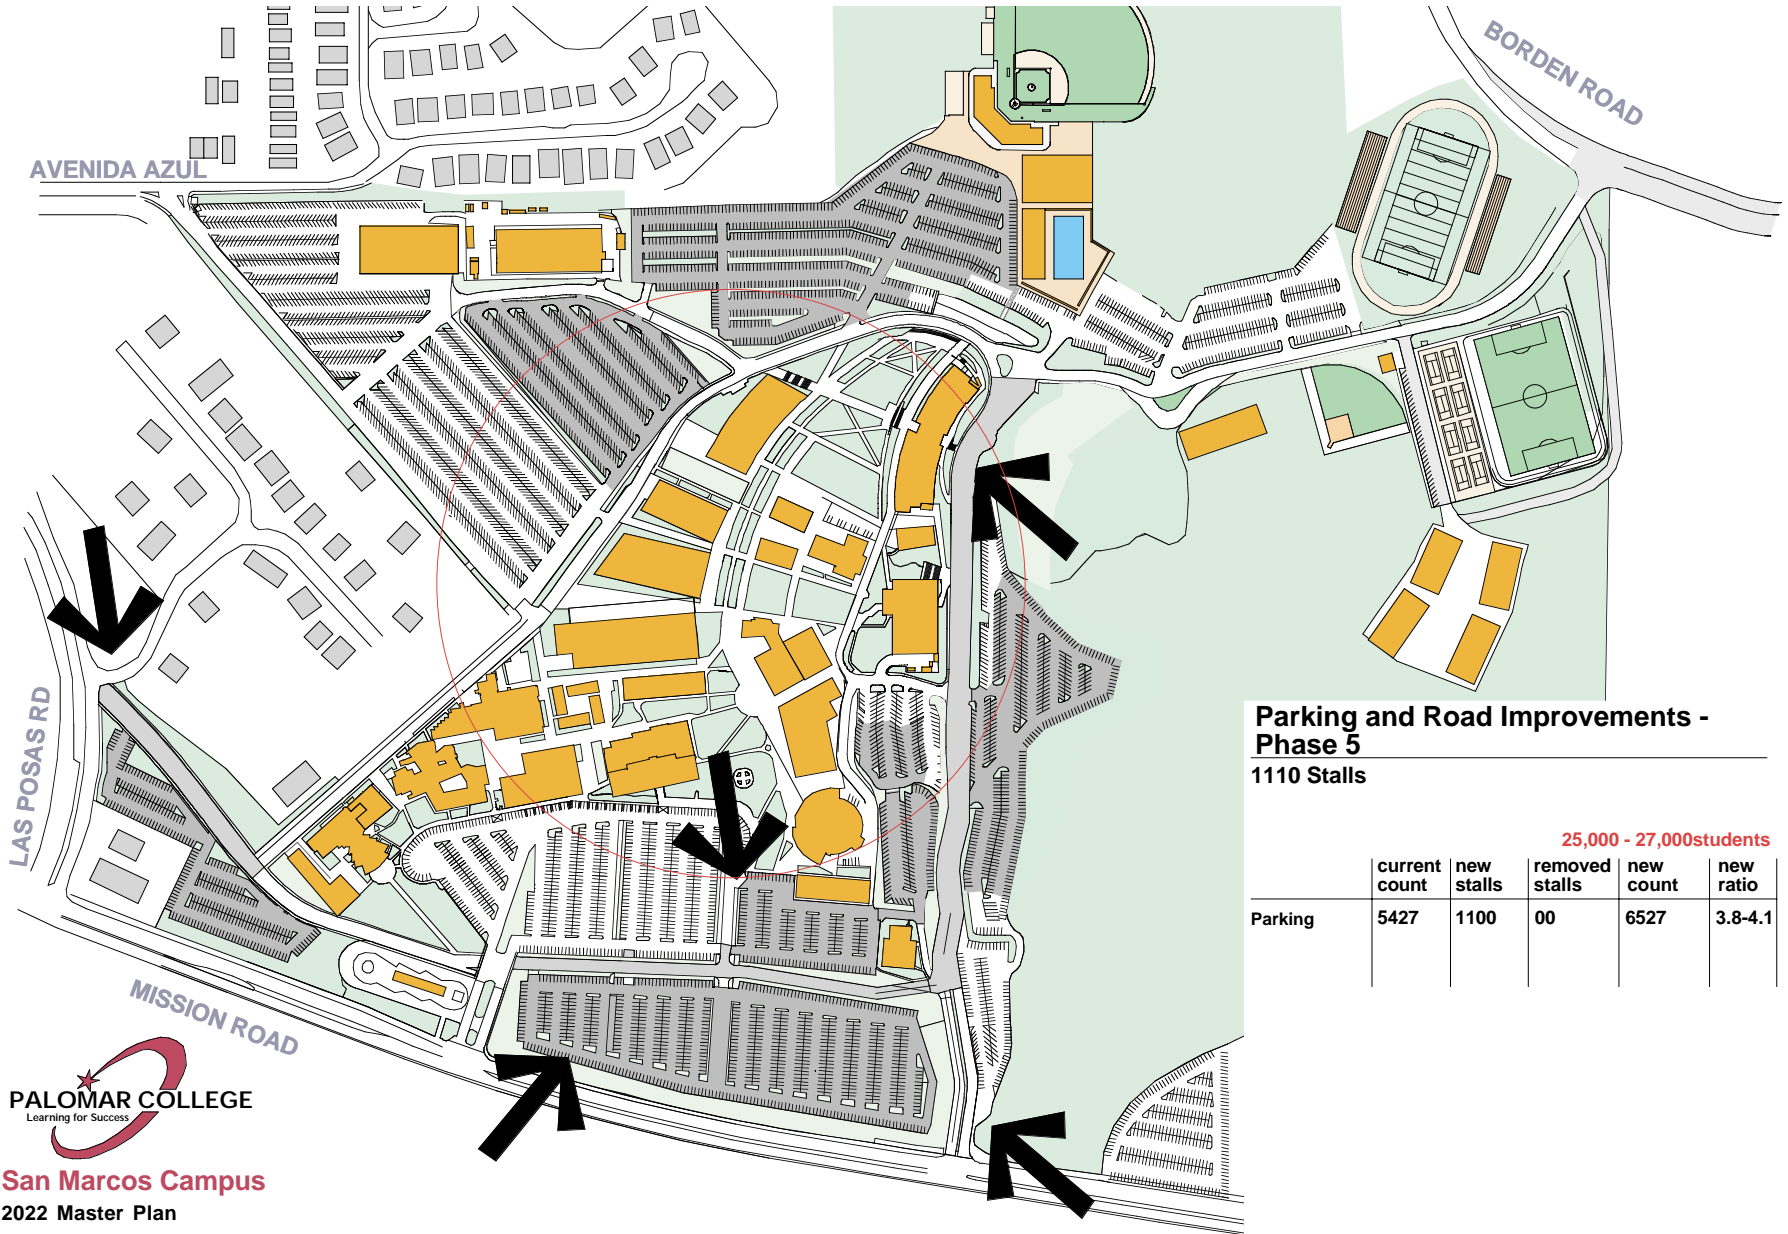 BORDEN ROAD
AVENIDA AZUL
LAS POSAS RD
MISSION ROAD
Parking and Road Improvements -
Phase 5
1110 Stalls
25,000 - 27,000students
current count new stalls removed stalls new count new ratio
Parking 5427 1100 00 6527 3.8-4.1
PALOMAR COLLEGE
Learning for Success
San Marcos Campus
2022 Master Plan